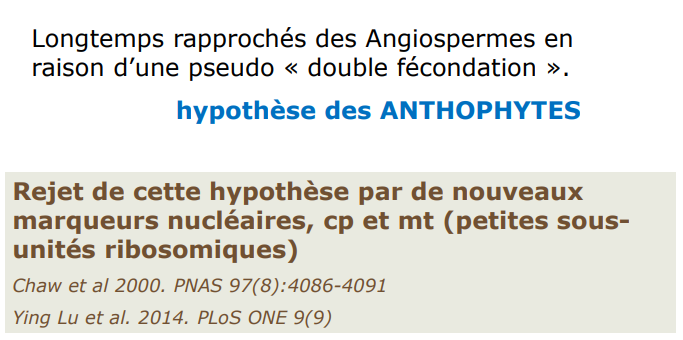 Longtemps rapprochés des Angiospermes en
raison d’une pseudo « double fécondation ».
hypothèse des ANTHOPHYTES
Rejet de cette hypothèse par de nouveaux
marqueurs nucléaires, cp et mt (petites sous-
unités ribosomiques)
Chaw et al 2000. PNAS 97(8):4086-4091
Ying Lu et al. 2014. PLoS ONE 9(9)